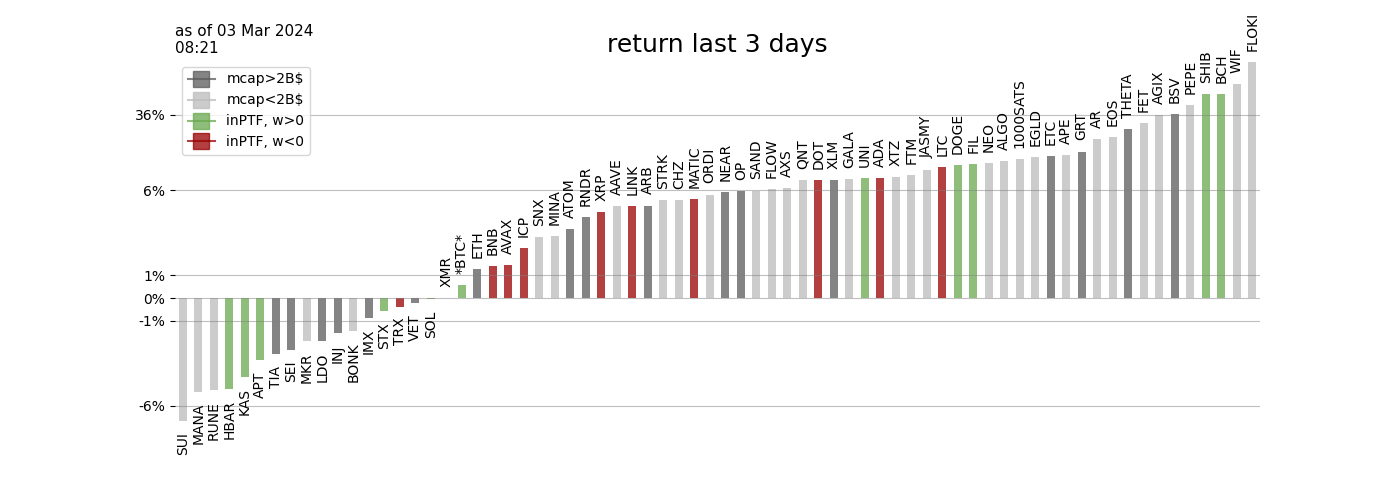 as of 03 Mar 2024
08:21
return last 3 days
mcap>2B$
mcap<2B$
inPTF, w>0
inPTF, w<0
36%
6%
1%
0%
-1%
-6%
SUI
MANA
RUNE
HBAR
KAS
APT
TIA
SEI
MKR
LDO
INJ
BONK
IMX
STX
TRX
VET
SOL
XMR
*BTC*
ETH
BNB
AVAX
ICP
SNX
MINA
ATOM
RNDR
XRP
AAVE
LINK
ARB
STRK
CHZ
MATIC
ORDI
NEAR
OP
SAND
FLOW
AXS
QNT
DOT
XLM
GALA
UNI
ADA
XTZ
FTM
JASMY
LTC
DOGE
FIL
NEO
ALGO
1000SATS
EGLD
ETC
APE
GRT
AR
EOS
THETA
FET
AGIX
BSV
PEPE
SHIB
BCH
WIF
FLOKI